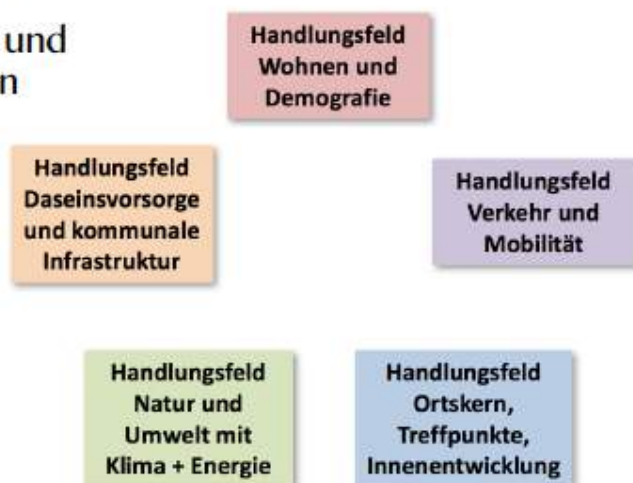 und
n
Handlungsfeld
Wohnen und
Demografie
Handlungsfeld
Daseinsvorsorge
und kommunale
Infrastruktur
Handlungsfeld
Verkehr und
Mobilität
Handlungsfeld
Natur und
Umwelt mit
Klima + Energie
Handlungsfeld
Ortskern,
Treffpunkte,
Innenentwicklung